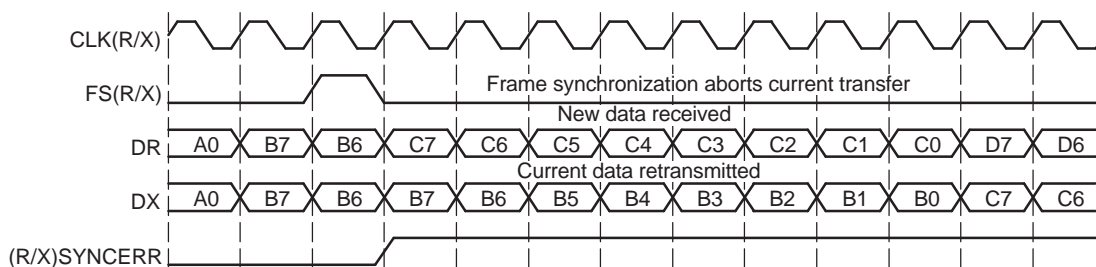 CLK(R/X)
FS(R/X)
Frame synchronization aborts current transfer
New data received
DR A0 B7 B6 C7 C6 C5 C4 C3 C2 C1 C0 D7 D6
Current data retransmitted
DX A0 B7 B6 B7 B6 B5 B4 B3 B2 B1 B0 C7 C6
(R/X)SYNCERR